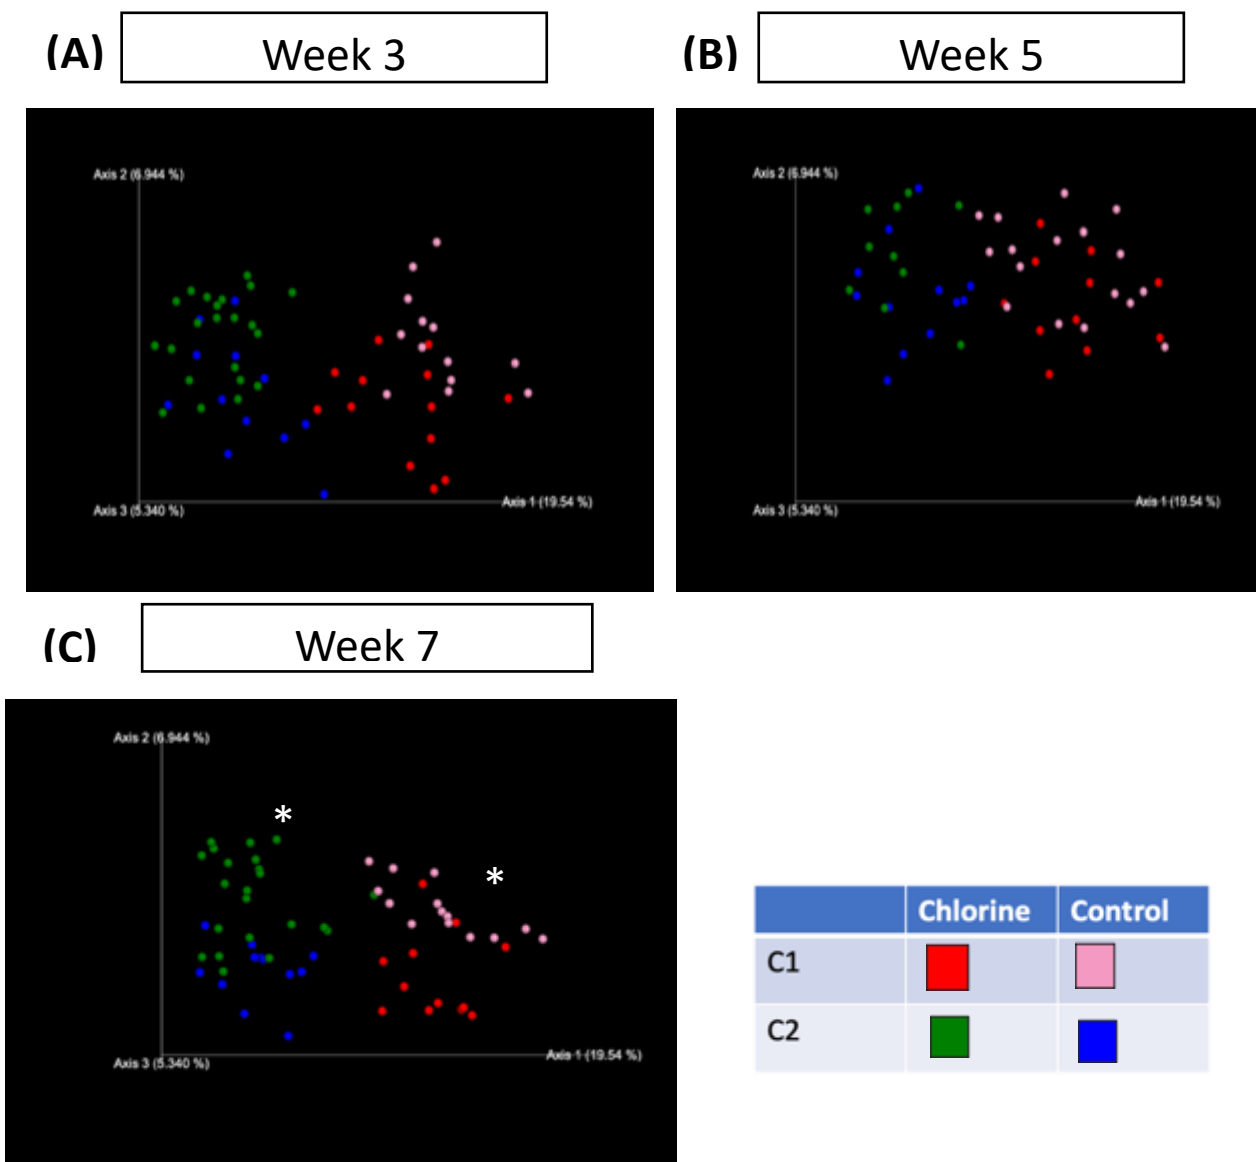 (A) Week 3
(B) Week 5
Axis 2 (6.944 %)
Axis 3 (5.340 %)
Axis 1 (19.54 %)
Axis 2 (6.944 %)
Axis 3 (5.340 %)
Axis 1 (19.54 %)
(C) Week 7
Axis 2 (6.944 %)
*
*
Axis 3 (5.340 %)
Axis 1 (19.54 %)
Chlorine Control
C1
C2